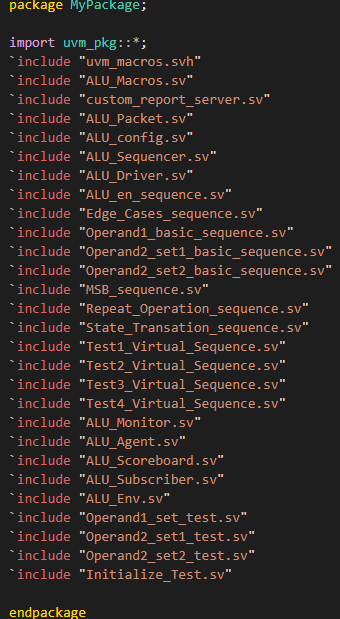 package MyPackage;
import uvm_pkg::*;
`include "uvm_macros.svh"
`include "ALU_Macros.sv"
`include "custom_report_server.sv"
`include "ALU_Packet.sv"
`include "ALU_config.sv"
`include "ALU_Sequencer.sv"
`include "ALU_Driver.sv"
`include "ALU_en_sequence.sv"
`include "Edge_Cases_sequence.sv"
`include "Operand1_basic_sequence.sv"
`include "Operand2_set1_basic_sequence.sv"
`include "Operand2_set2_basic_sequence.sv"
`include "MSB_sequence.sv"
`include "Repeat_Operation_sequence.sv"
`include "State_Transation_sequence.sv"
`include "Test1_Virtual_Sequence.sv"
`include "Test2_Virtual_Sequence.sv"
`include "Test3_Virtual_Sequence.sv"
`include "Test4_Virtual_Sequence.sv"
`include "ALU_Monitor.sv"
`include "ALU_Agent.sv"
`include "ALU_Scoreboard.sv"
`include "ALU_Subscriber.sv"
`include "ALU_Env.sv"
`include "Operand1_set_test.sv"
`include "Operand2_set1_test.sv"
`include "Operand2_set2_test.sv"
`include "Initialize_Test.sv"
endpackage